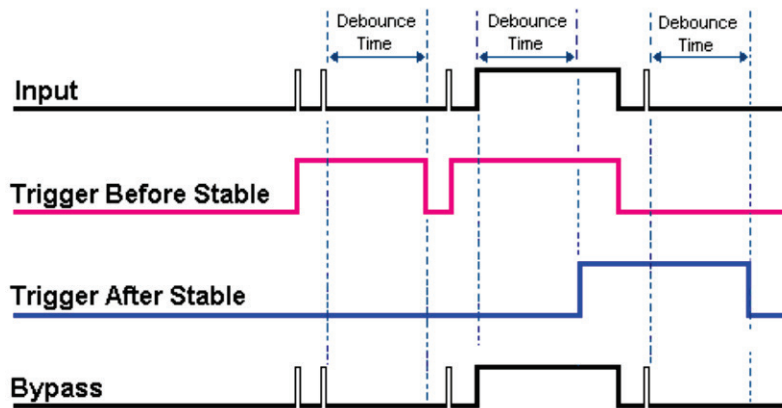 Debounce
Time
Debounce
Time
Debounce
Time
Input
Trigger Before Stable
Trigger After Stable
Bypass